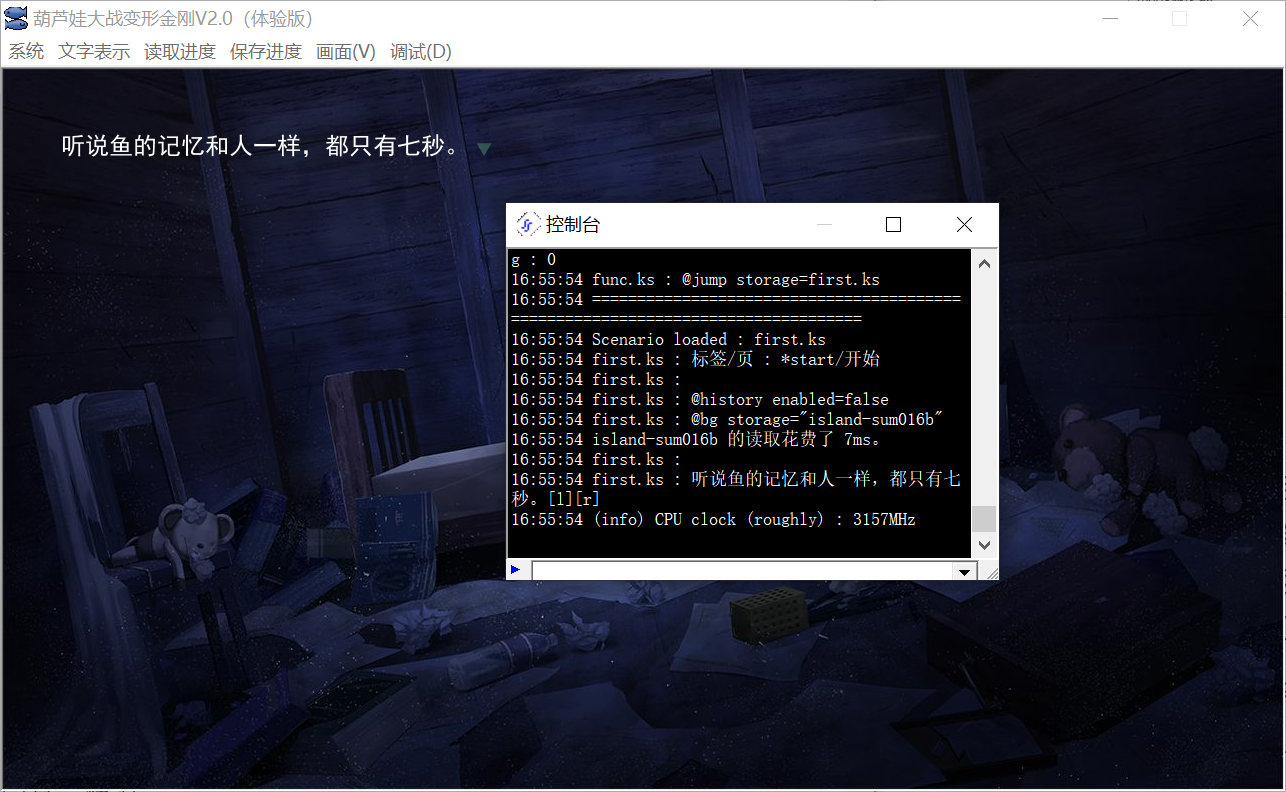 葫芦娃大战变形金刚V2.0（体验版）
系统 文字表示 读取进度 保存进度 画面(V) 调试(D)
听说鱼的记忆和人一样，都只有七秒。
控制台
g : 0
16:55:54 func.ks : @jump storage=first.ks
16:55:54 =========================================
=======================================
16:55:54 Scenario loaded : first.ks
16:55:54 first.ks : 标签/页 : *start/开始
16:55:54 first.ks :
16:55:54 first.ks : @history enabled=false
16:55:54 first.ks : @bg storage="island-sum016b"
16:55:54 island-sum016b 的读取花费了 7ms。
16:55:54 first.ks :
16:55:54 first.ks : 听说鱼的记忆和人一样，都只有七
秒。[l][r]
16:55:54 (info) CPU clock (roughly) : 3157MHz